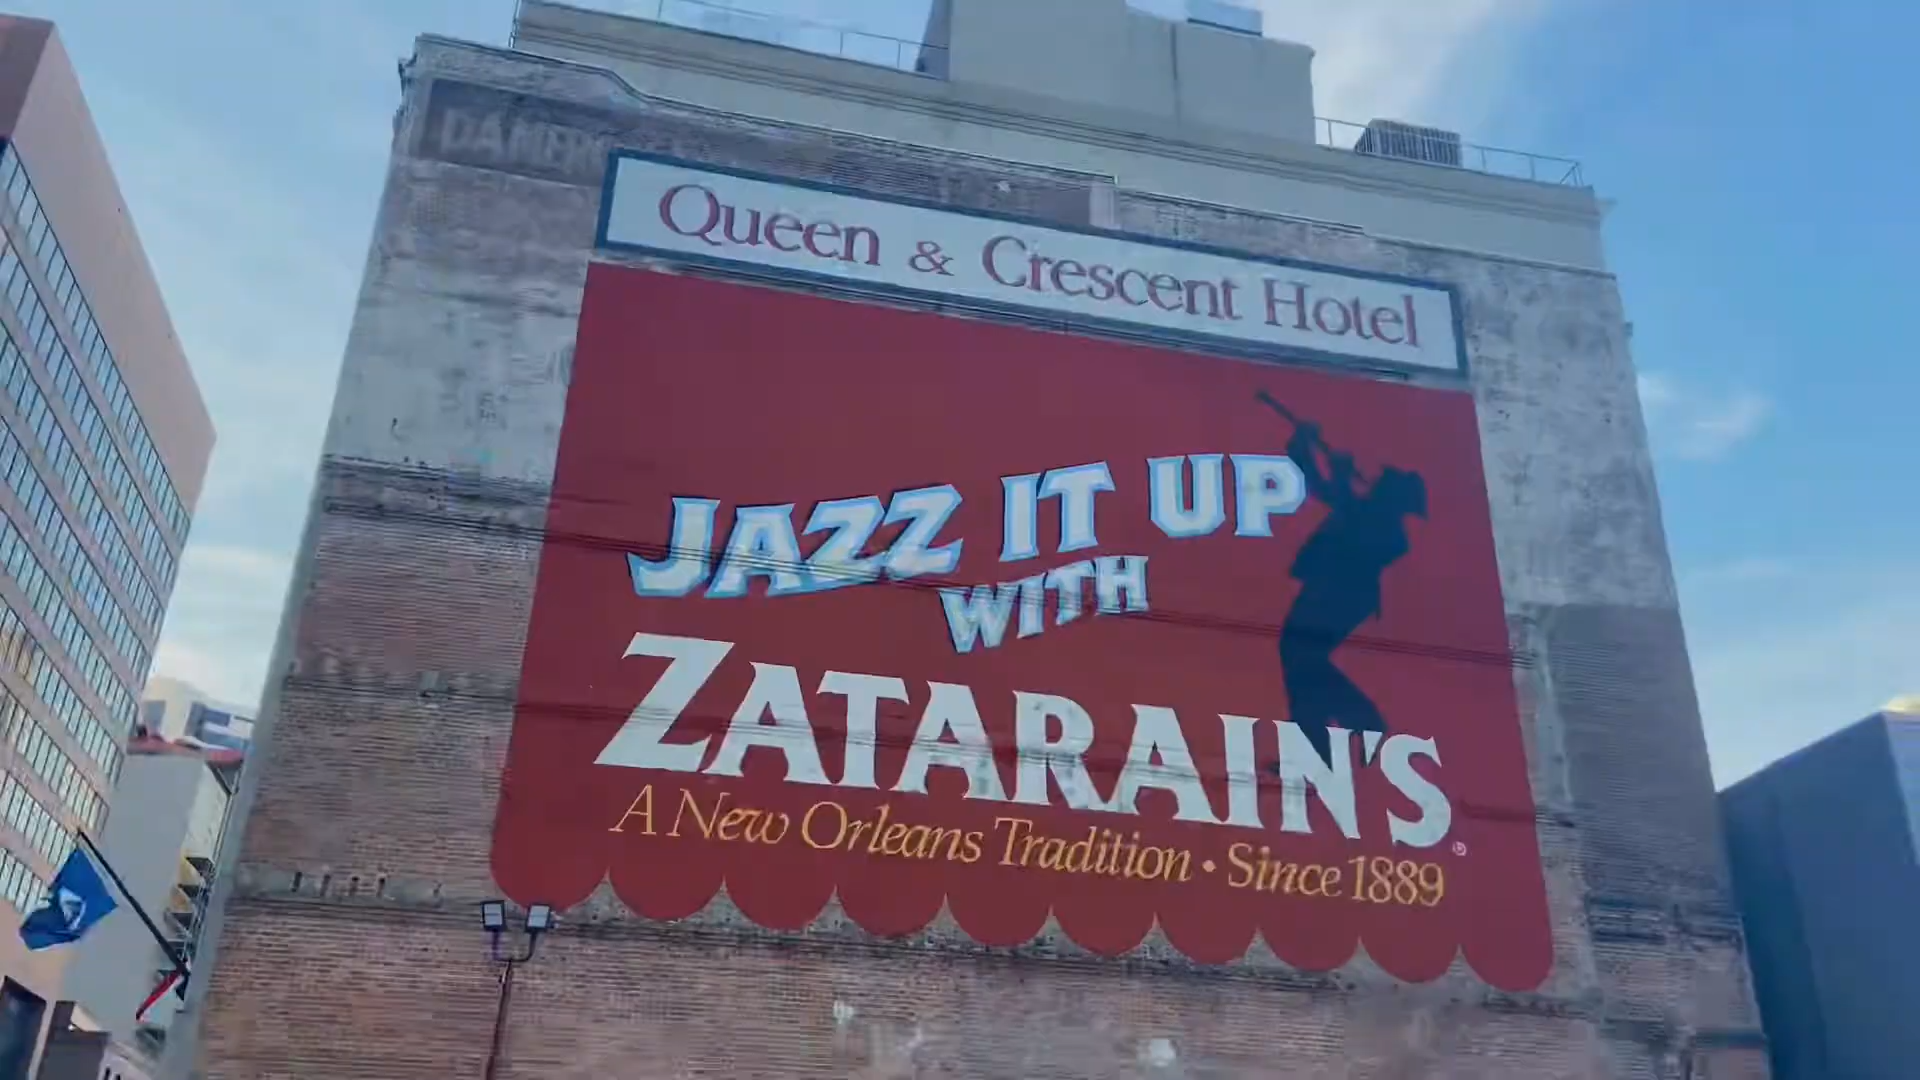 Queen & Crescent Hotel
JAZZ IT UP
WITH
ZATARAIN'S®
A New Orleans Tradition • Since 1889